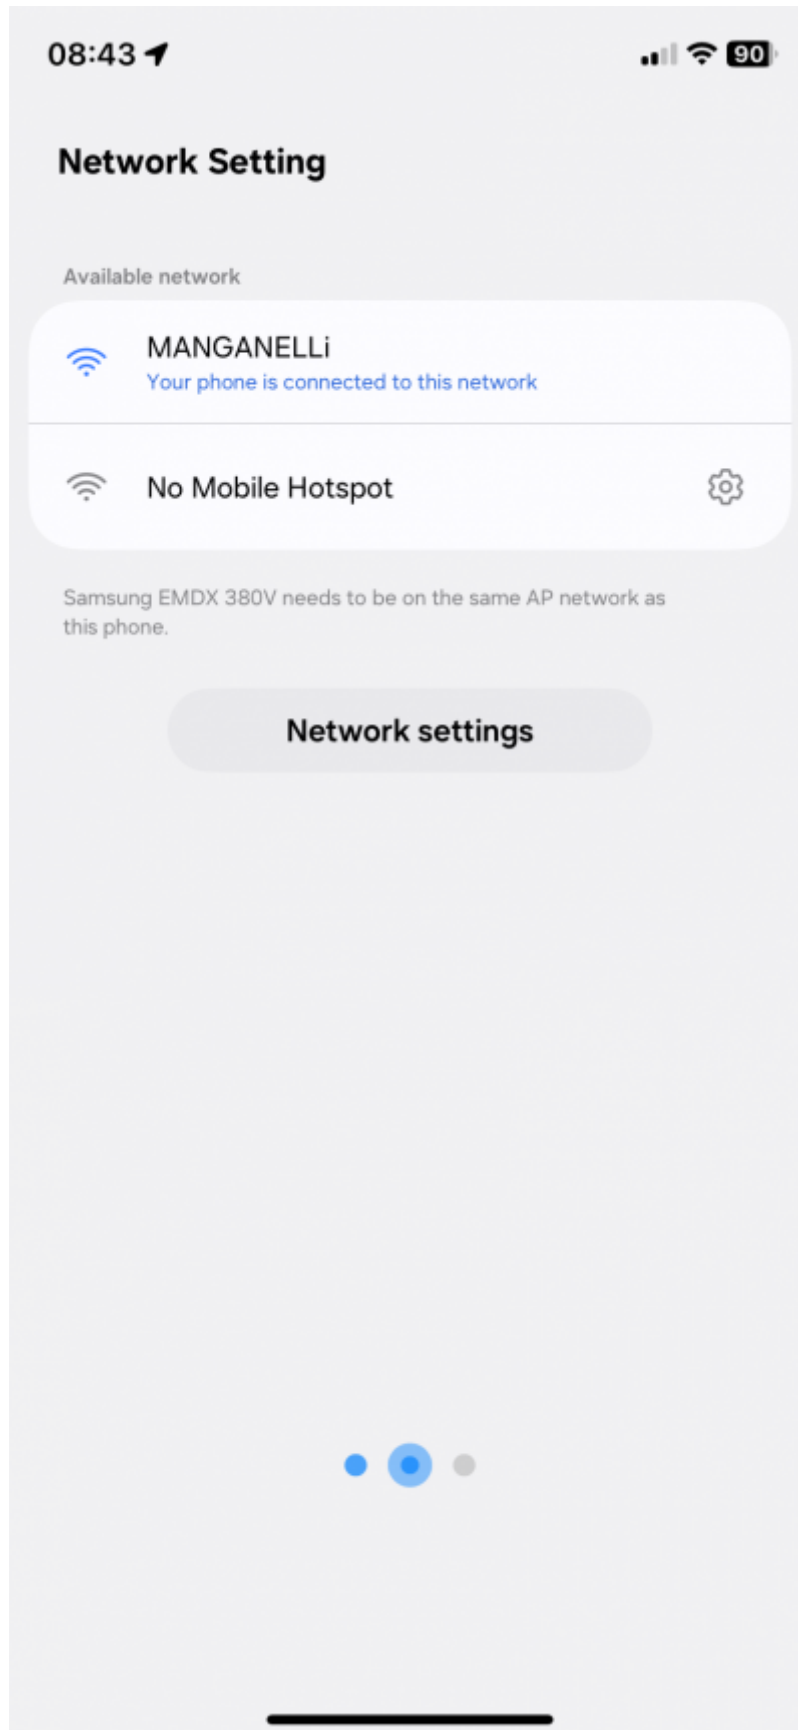 08:43
90
Network Setting
Available network
MANGANELLi
Your phone is connected to this network
No Mobile Hotspot
Samsung EMDX 380V needs to be on the same AP network as
this phone.
Network settings